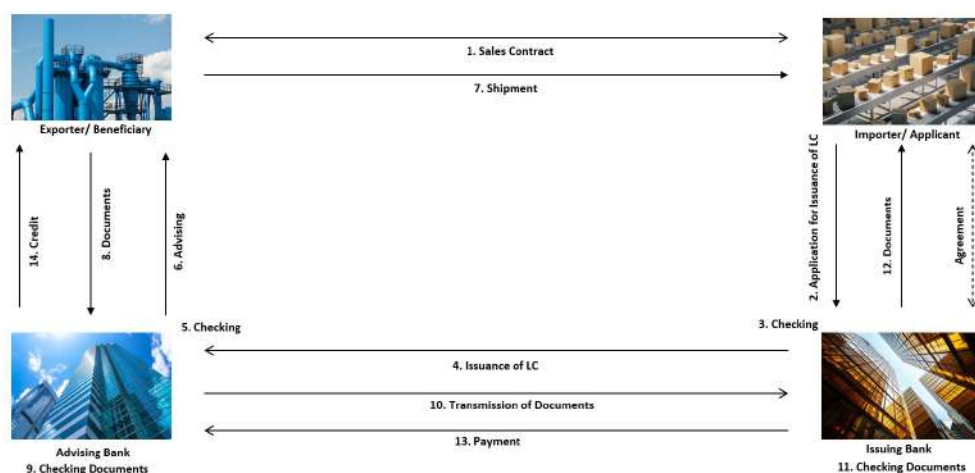 1. Sales Contract
7. Shipment
Exporter/ Beneficiary
Importer/ Applicant
14. Credit
8. Documents
6. Advising
2. Application for Issuance of LC
12. Documents
Agreement
5. Checking
3. Checking
4. Issuance of LC
10. Transmission of Documents
13. Payment
Advising Bank
9. Checking Documents
Issuing Bank
11. Checking Documents